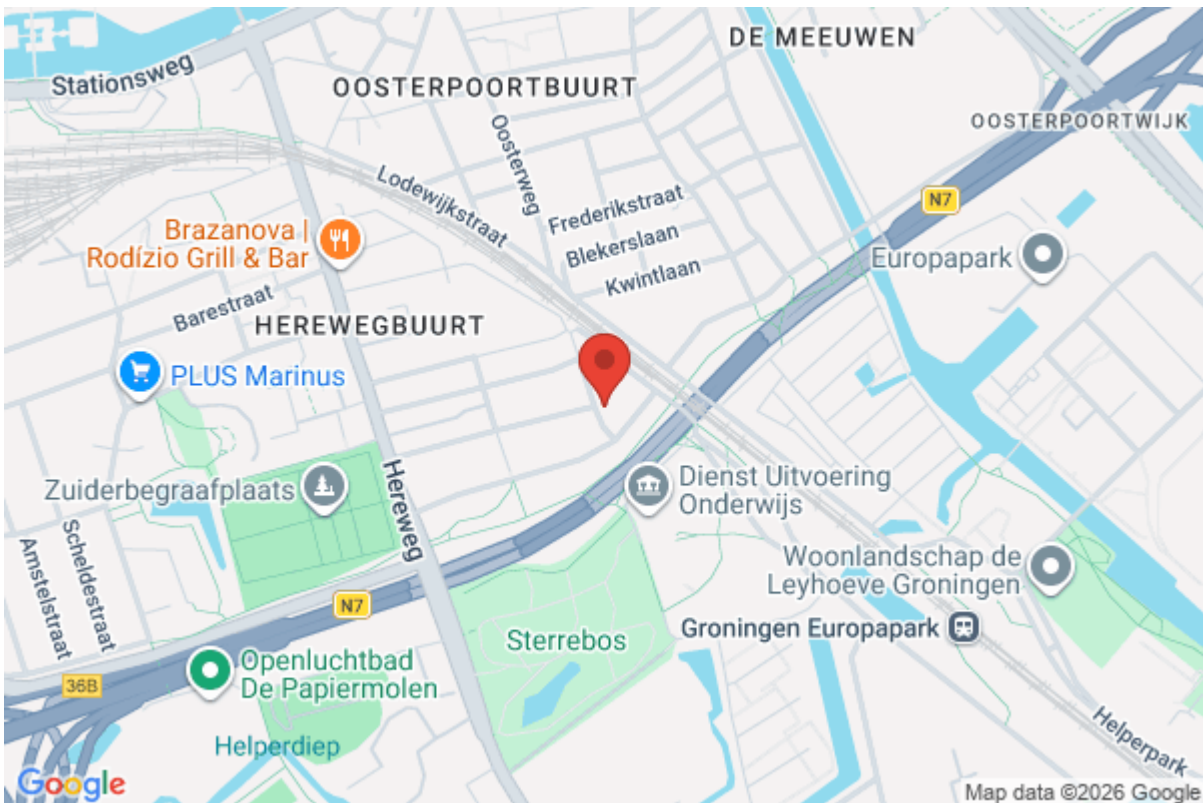 DE MEEUWEN
Stationsweg
OOSTERPOORTBUURT
OOSTERPOORTWIJK
Oosterweg
Lodewijkstraat
Frederikstraat
N7
Brazanova |
Rodízio Grill & Bar
Blekerslaan
Europapark
Kwintlaan
Barestraat
HEREWEGBUURT
PLUS Marinus
Zuiderbegraafplaats
Hereweg
Dienst Uitvoering
Onderwijs
Scheldestraat
Amstelstraat
Woonlandschap de
Leyhoeve Groningen
N7
Sterrebos
Groningen Europapark
Openluchtbad
De Papiermolen
36B
Helperdiep
Helperpark
Google
Map data ©2026 Google